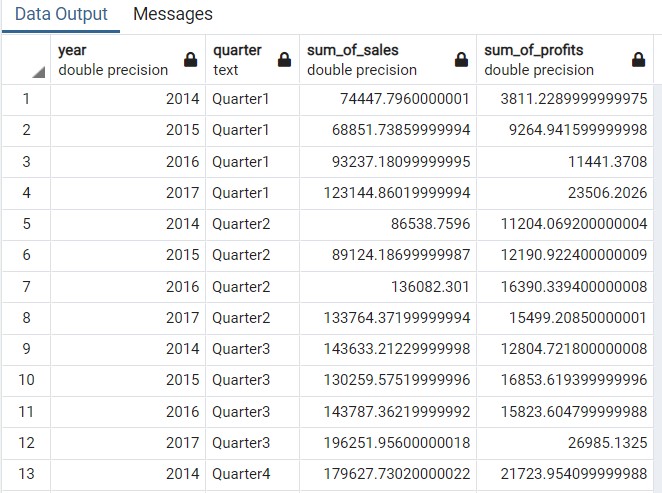 Data Output Messages
year quarter sum_of_sales sum_of_profits
double precision text double precision double precision
1 2014 Quarter1 74447.7960000001 3811.2289999999975
2 2015 Quarter1 68851.73859999994 9264.941599999998
3 2016 Quarter1 93237.18099999995 11441.3708
4 2017 Quarter1 123144.86019999994 23506.2026
5 2014 Quarter2 86538.7596 11204.069200000004
6 2015 Quarter2 89124.18699999987 12190.922400000009
7 2016 Quarter2 136082.301 16390.339400000008
8 2017 Quarter2 133764.37199999994 15499.20850000001
9 2014 Quarter3 143633.21229999998 12804.721800000008
10 2015 Quarter3 130259.57519999996 16853.619399999996
11 2016 Quarter3 143787.36219999992 15823.604799999988
12 2017 Quarter3 196251.95600000018 26985.1325
13 2014 Quarter4 179627.73020000022 21723.954099999988